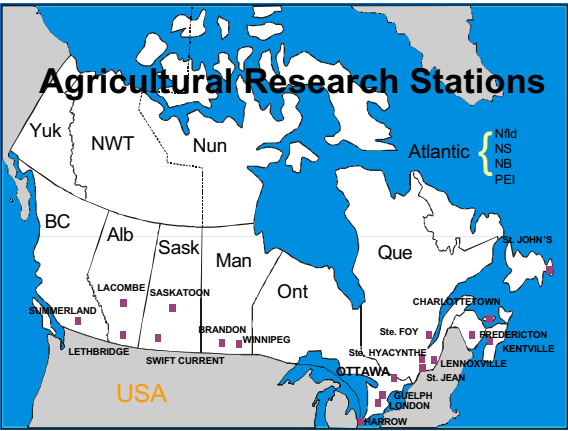 Agricultural Research Stations
Yuk
NWT
Nun
Atlantic {
Nfld
NS
NB
PEI
BC
Alb
Sask
Man
Ont
Que
St. JOHN'S
LACOMBE
SASKATOON
SUMMERLAND
BRANDON
WINNIPEG
LETHBRIDGE
SWIFT CURRENT
CHARLOTTETOWN
Ste. FOY
FREDERICTON
KENTVILLE
Ste. HYACYNTHE
LENNOXVILLE
OTTAWA
St. JEAN
GUELPH
LONDON
HARROW
USA